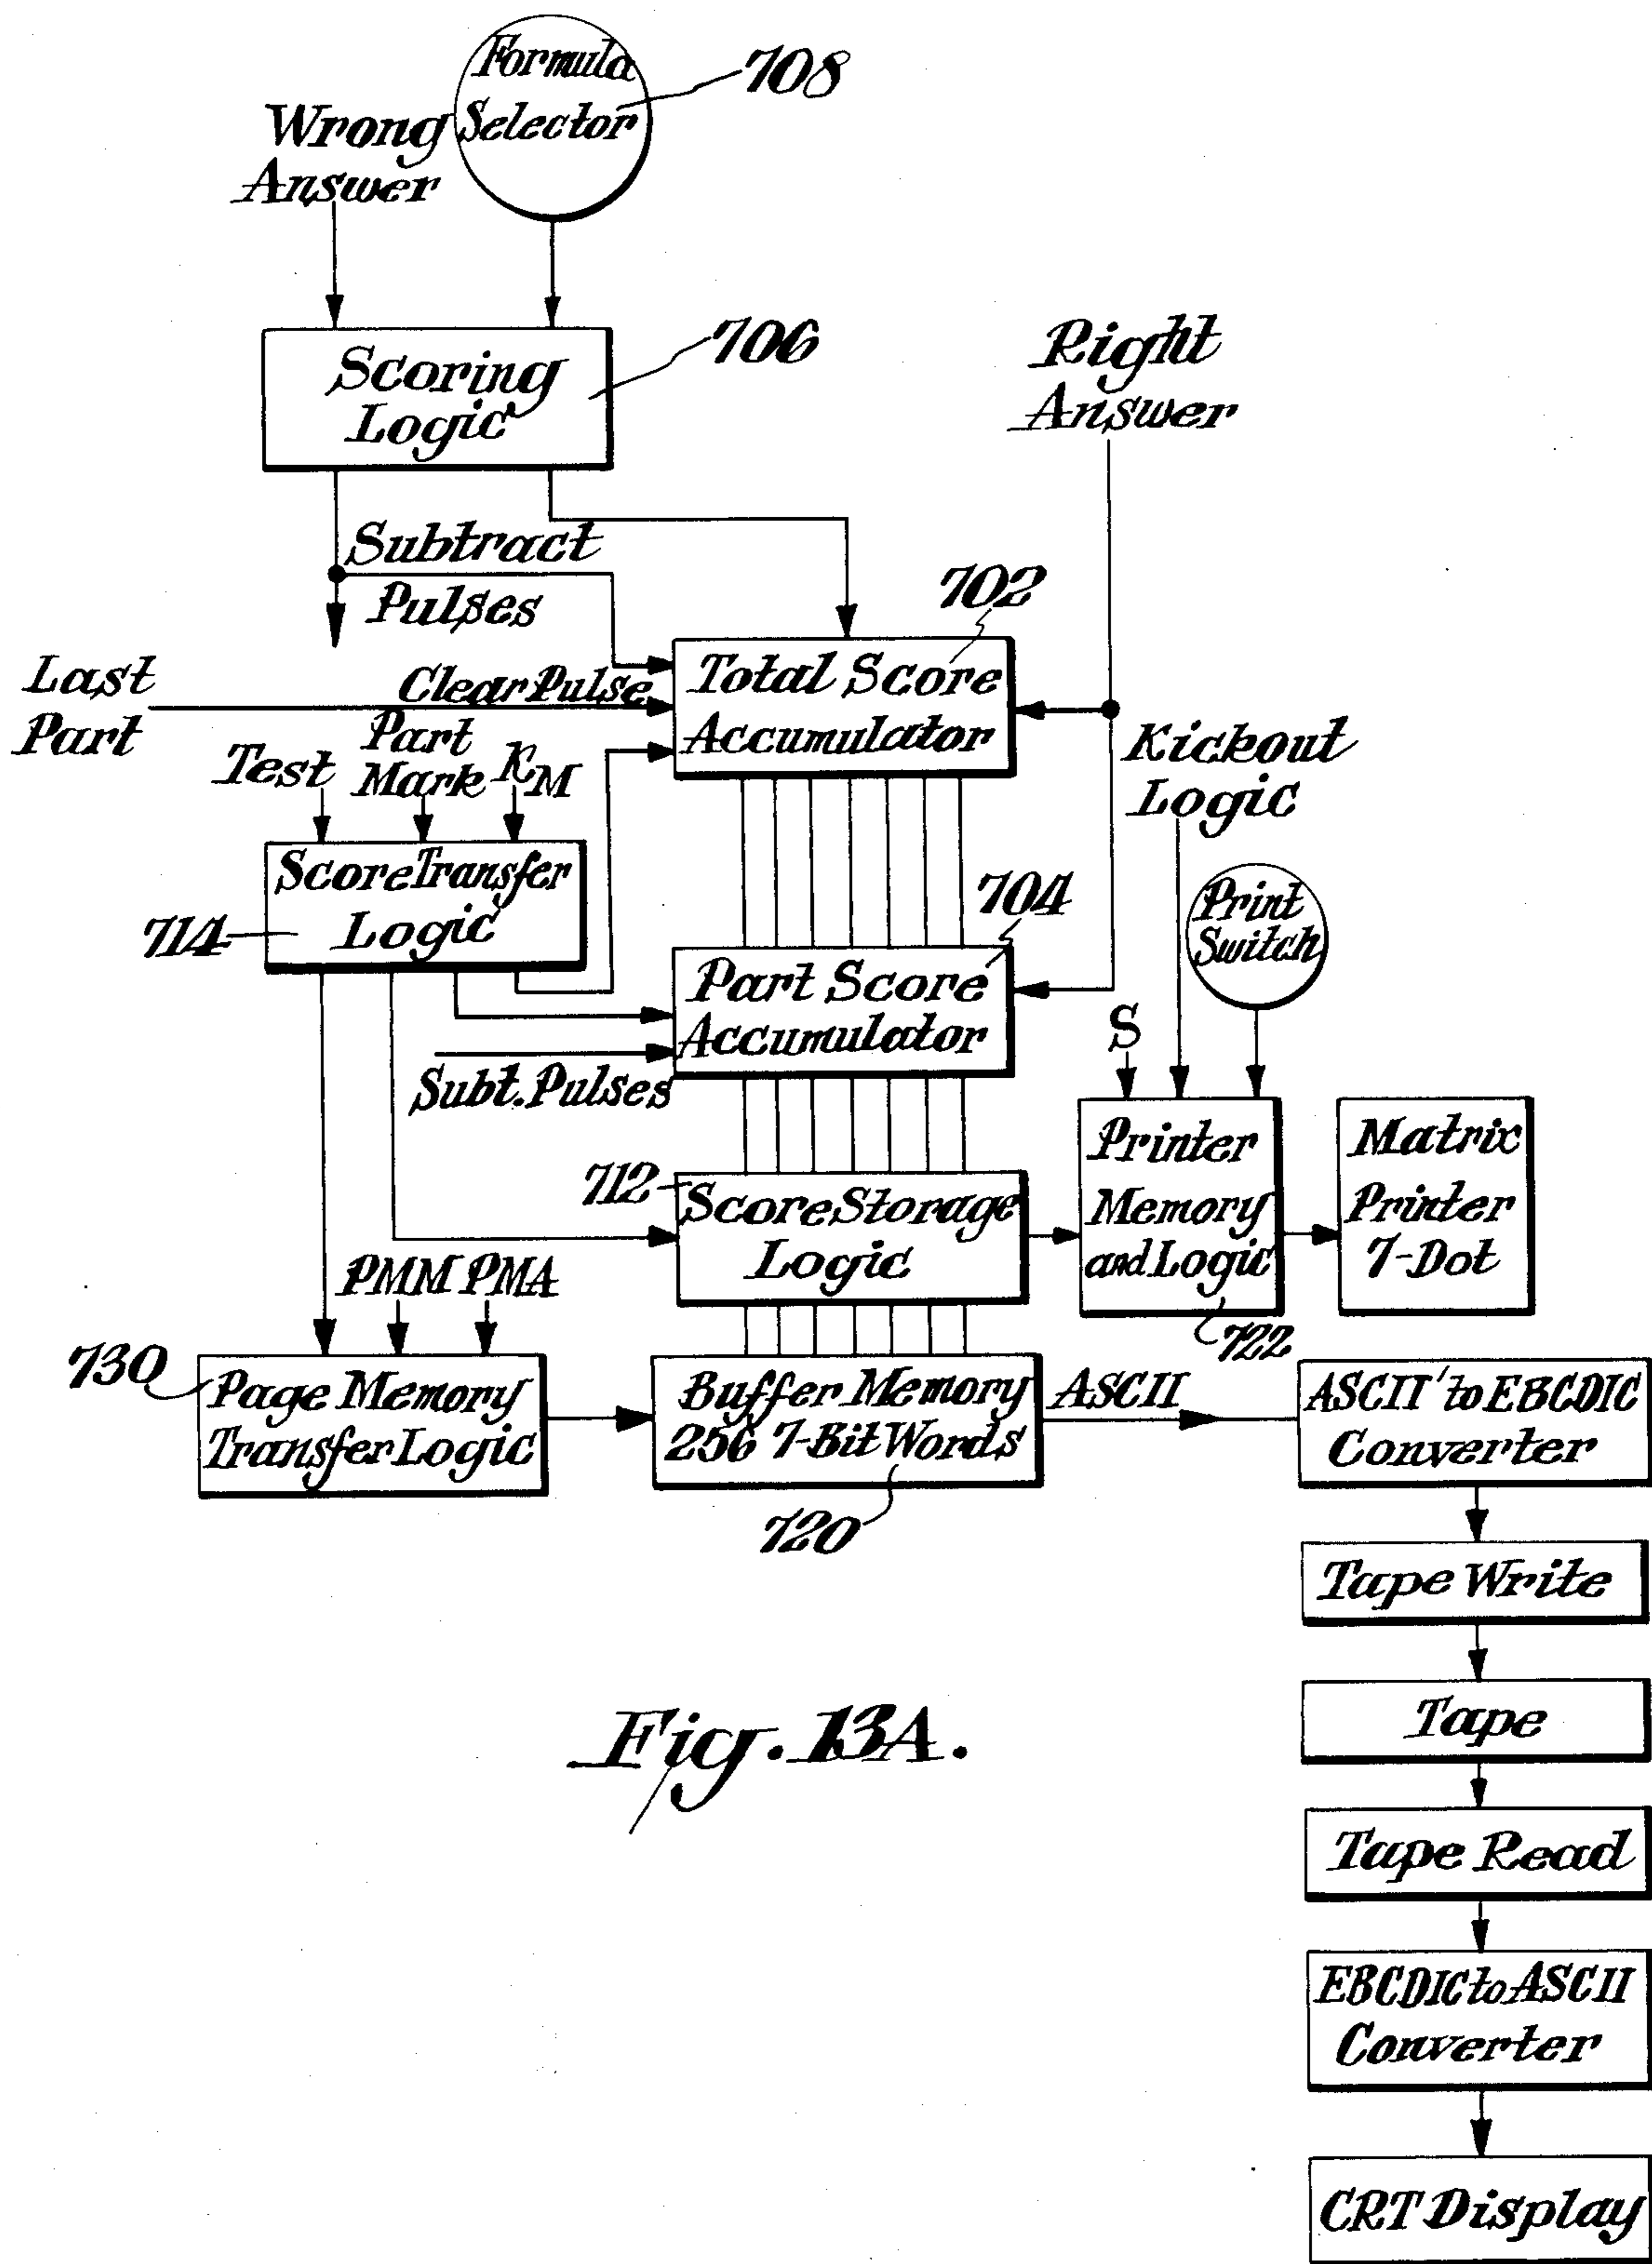 Formula
Selector
708
Wrong
Answer
Scoring
Logic
706
Right
Answer
Subtract
Pulses
702
Total Score
Accumulator
Last
Part
Clear Pulse
Test
Part
Mark
KM
Kickout
Logic
Score Transfer
Logic
714
704
Print
Switch
Part Score
Accumulator
Subt. Pulses
S
712
Score Storage
Logic
Printer
Memory
and Logic
722
Matrix
Printer
7-Dot
PMM PMA
730
Page Memory
Transfer Logic
Buffer Memory
256 7-Bit Words
720
ASCII
ASCII to EBCDIC
Converter
Tape Write
Tape
Tape Read
EBCDIC to ASCII
Converter
CRT Display
Fig. 13A.